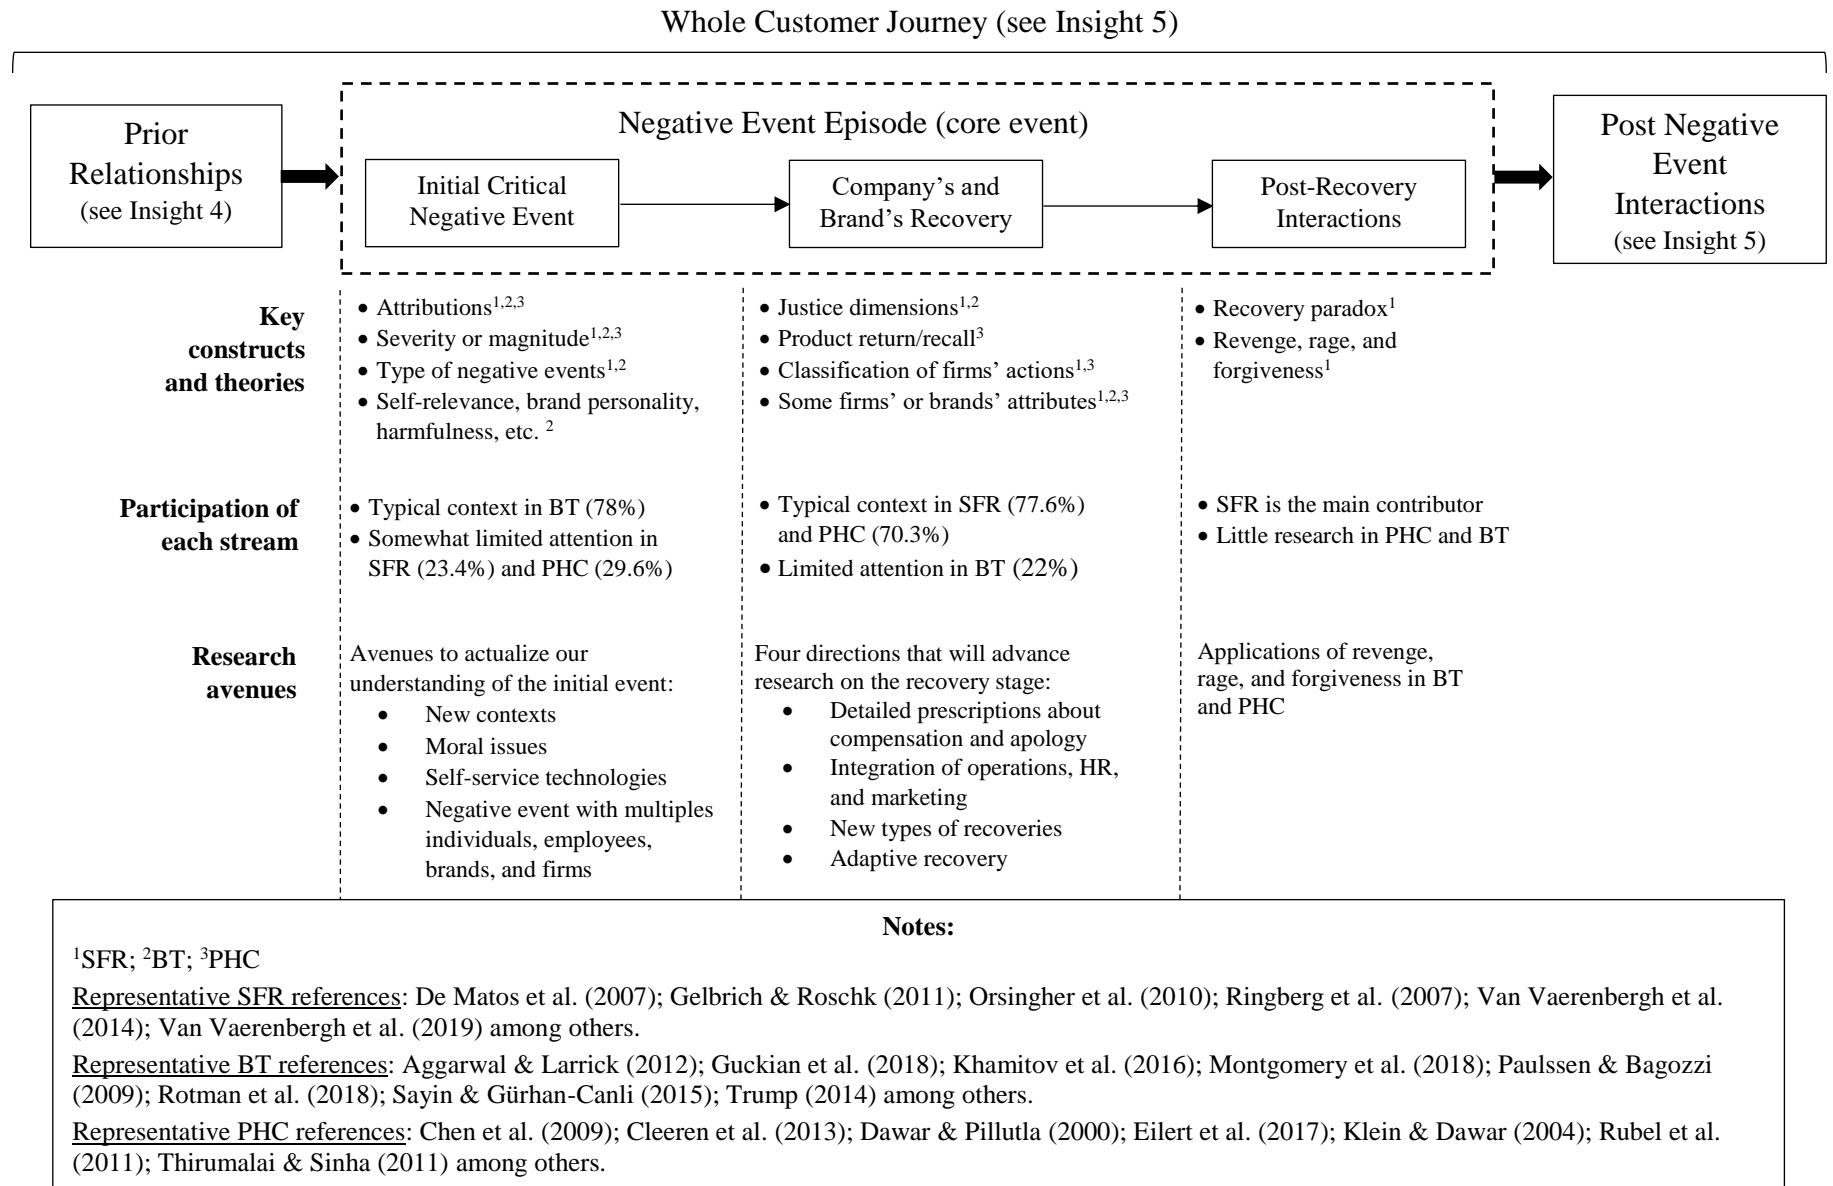 Whole Customer Journey (see Insight 5)
Prior
Relationships
(see Insight 4)
Negative Event Episode (core event)
Initial Critical
Negative Event
Company’s and
Brand’s Recovery
Post-Recovery
Interactions
Post Negative
Event
Interactions
(see Insight 5)
Key
constructs
and theories
• Attributions1,2,3
• Severity or magnitude1,2,3
• Type of negative events1,2
• Self-relevance, brand personality,
harmfulness, etc. 2
• Justice dimensions1,2
• Product return/recall3
• Classification of firms’ actions1,3
• Some firms’ or brands’ attributes1,2,3
• Recovery paradox1
• Revenge, rage, and
forgiveness1
Participation of
each stream
• Typical context in BT (78%)
• Somewhat limited attention in
SFR (23.4%) and PHC (29.6%)
• Typical context in SFR (77.6%)
and PHC (70.3%)
• Limited attention in BT (22%)
• SFR is the main contributor
• Little research in PHC and BT
Research
avenues
Avenues to actualize our
understanding of the initial event:
• New contexts
• Moral issues
• Self-service technologies
• Negative event with multiples
individuals, employees,
brands, and firms
Four directions that will advance
research on the recovery stage:
• Detailed prescriptions about
compensation and apology
• Integration of operations, HR,
and marketing
• New types of recoveries
• Adaptive recovery
Applications of revenge,
rage, and forgiveness in BT
and PHC
Notes:
1SFR; 2BT; 3PHC
Representative SFR references: De Matos et al. (2007); Gelbrich & Roschk (2011); Orsingher et al. (2010); Ringberg et al. (2007); Van Vaerenbergh et al.
(2014); Van Vaerenbergh et al. (2019) among others.
Representative BT references: Aggarwal & Larrick (2012); Guckian et al. (2018); Khamitov et al. (2016); Montgomery et al. (2018); Paulssen & Bagozzi
(2009); Rotman et al. (2018); Sayin & Gürhan-Canli (2015); Trump (2014) among others.
Representative PHC references: Chen et al. (2009); Cleeren et al. (2013); Dawar & Pillutla (2000); Eilert et al. (2017); Klein & Dawar (2004); Rubel et al.
(2011); Thirumalai & Sinha (2011) among others.